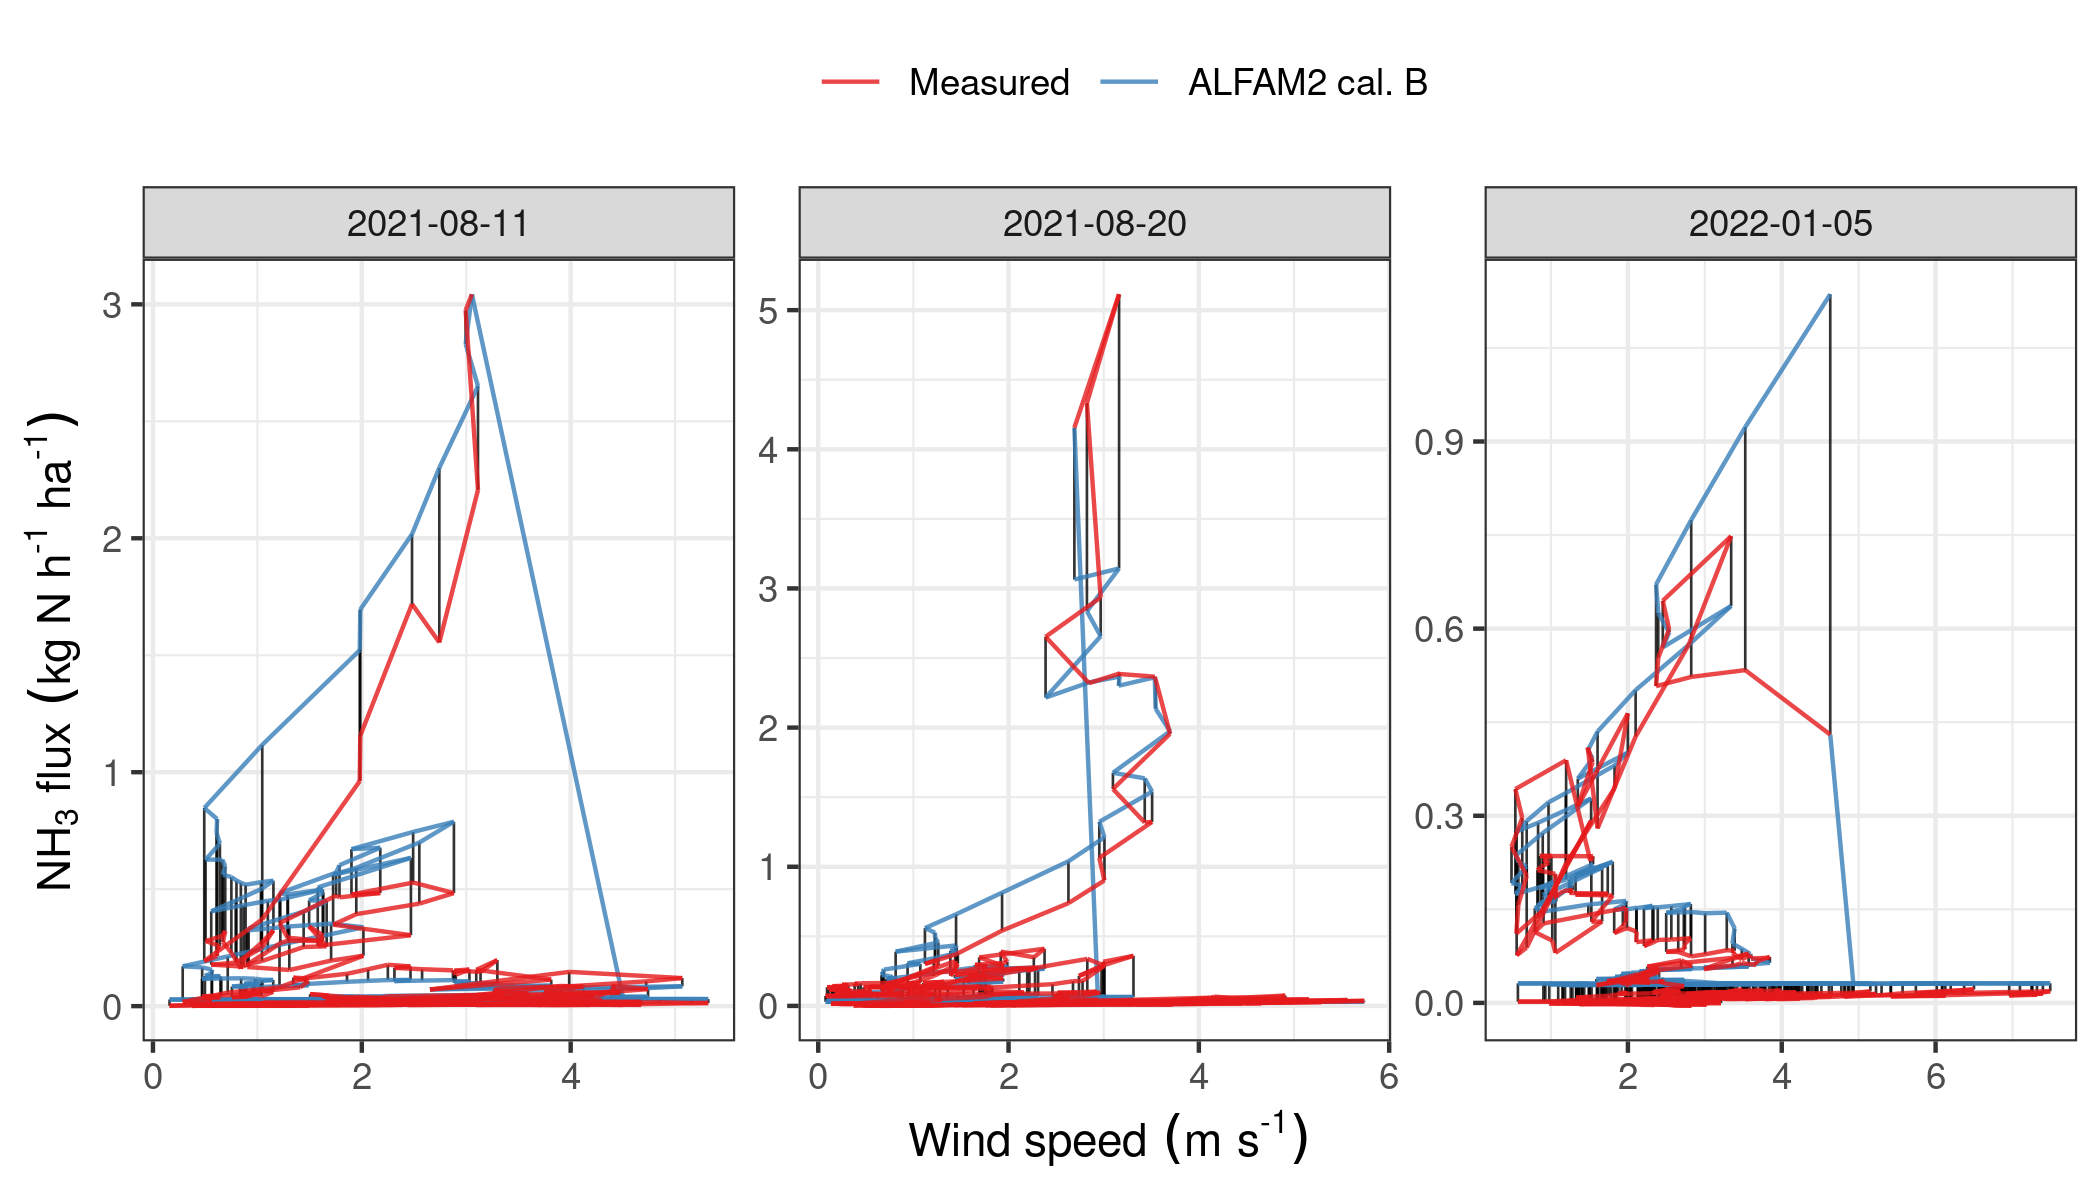 Measured ALFAM2 cal. B
2021-08-11 2021-08-20 2022-01-05
NH₃ flux (kg N h⁻¹ ha⁻¹)
3
2
1
0
5
4
3
2
1
0
0.9
0.6
0.3
0.0
0 2 4 0 2 4 6 2 4 6
Wind speed (m s⁻¹)